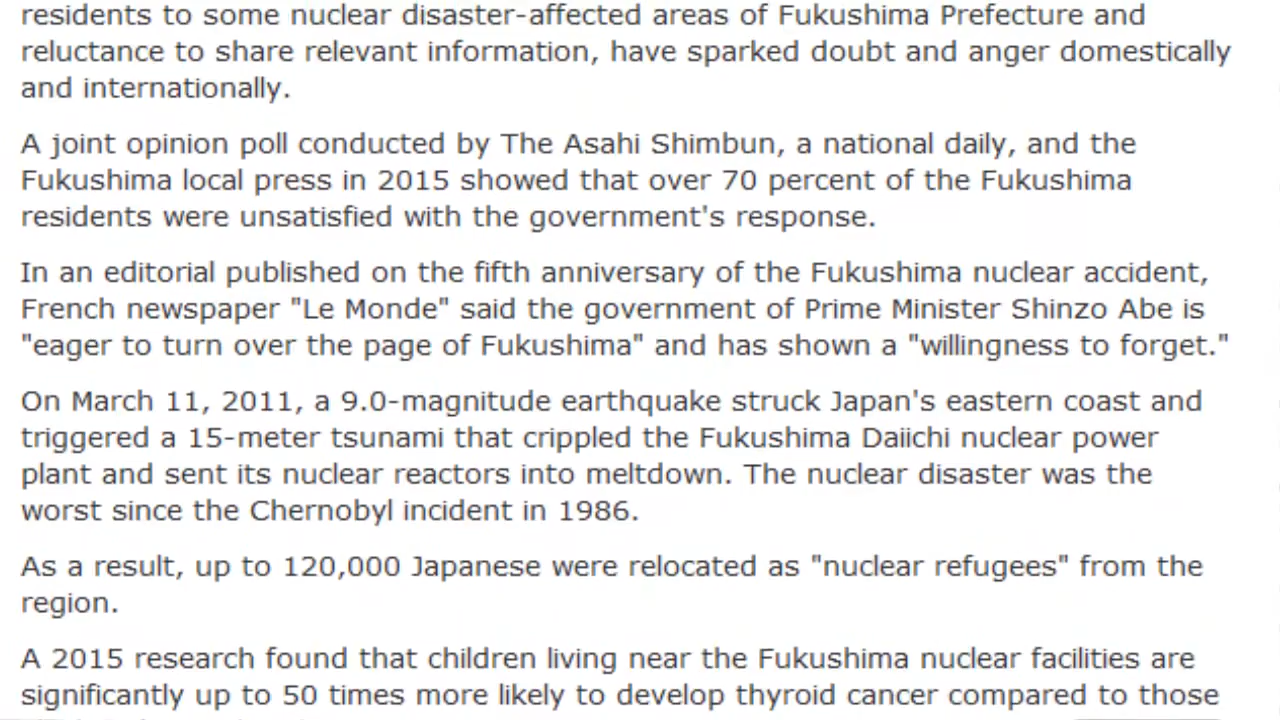 residents to some nuclear disaster-affected areas of Fukushima Prefecture and
reluctance to share relevant information, have sparked doubt and anger domestically
and internationally.
A joint opinion poll conducted by The Asahi Shimbun, a national daily, and the
Fukushima local press in 2015 showed that over 70 percent of the Fukushima
residents were unsatisfied with the government's response.
In an editorial published on the fifth anniversary of the Fukushima nuclear accident,
French newspaper "Le Monde" said the government of Prime Minister Shinzo Abe is
"eager to turn over the page of Fukushima" and has shown a "willingness to forget."
On March 11, 2011, a 9.0-magnitude earthquake struck Japan's eastern coast and
triggered a 15-meter tsunami that crippled the Fukushima Daiichi nuclear power
plant and sent its nuclear reactors into meltdown. The nuclear disaster was the
worst since the Chernobyl incident in 1986.
As a result, up to 120,000 Japanese were relocated as "nuclear refugees" from the
region.
A 2015 research found that children living near the Fukushima nuclear facilities are
significantly up to 50 times more likely to develop thyroid cancer compared to those